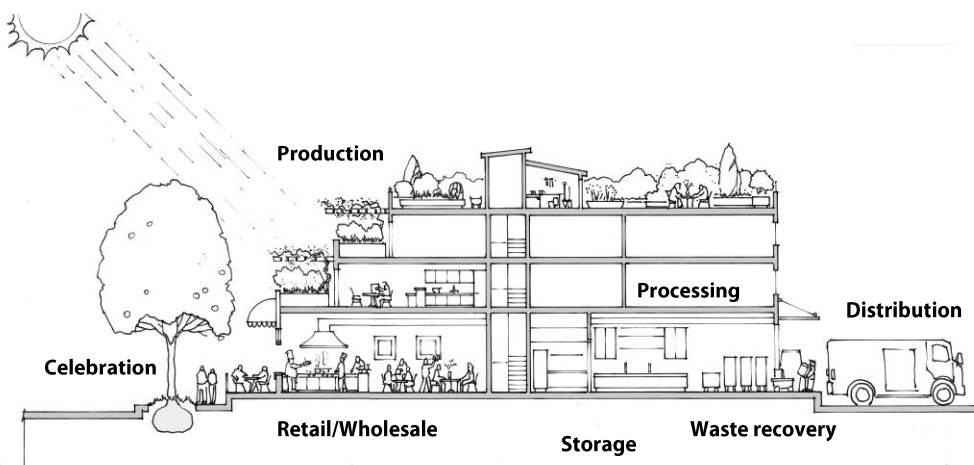 Production
Processing
Distribution
Celebration
Retail/Wholesale
Storage
Waste recovery